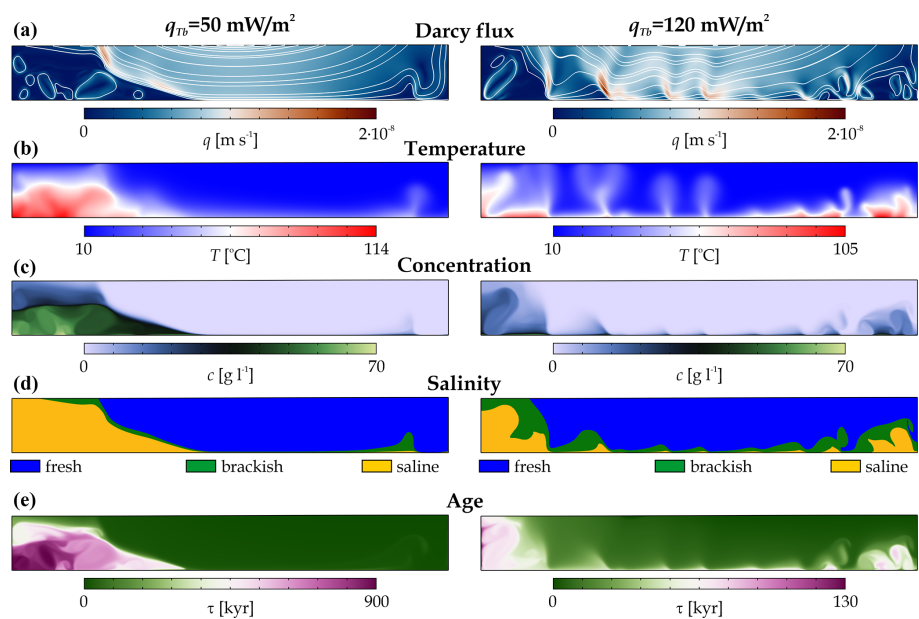 q_Tb=50 mW/m² q_Tb=120 mW/m²
(a) Darcy flux
0 q [m s⁻¹] 2·10⁻⁸ 0 q [m s⁻¹] 2·10⁻⁸
(b) Temperature
10 T [°C] 114 10 T [°C] 105
(c) Concentration
0 c [g l⁻¹] 70 0 c [g l⁻¹] 70
(d) Salinity
fresh brackish saline fresh brackish saline
(e) Age
0 τ [kyr] 900 0 τ [kyr] 130